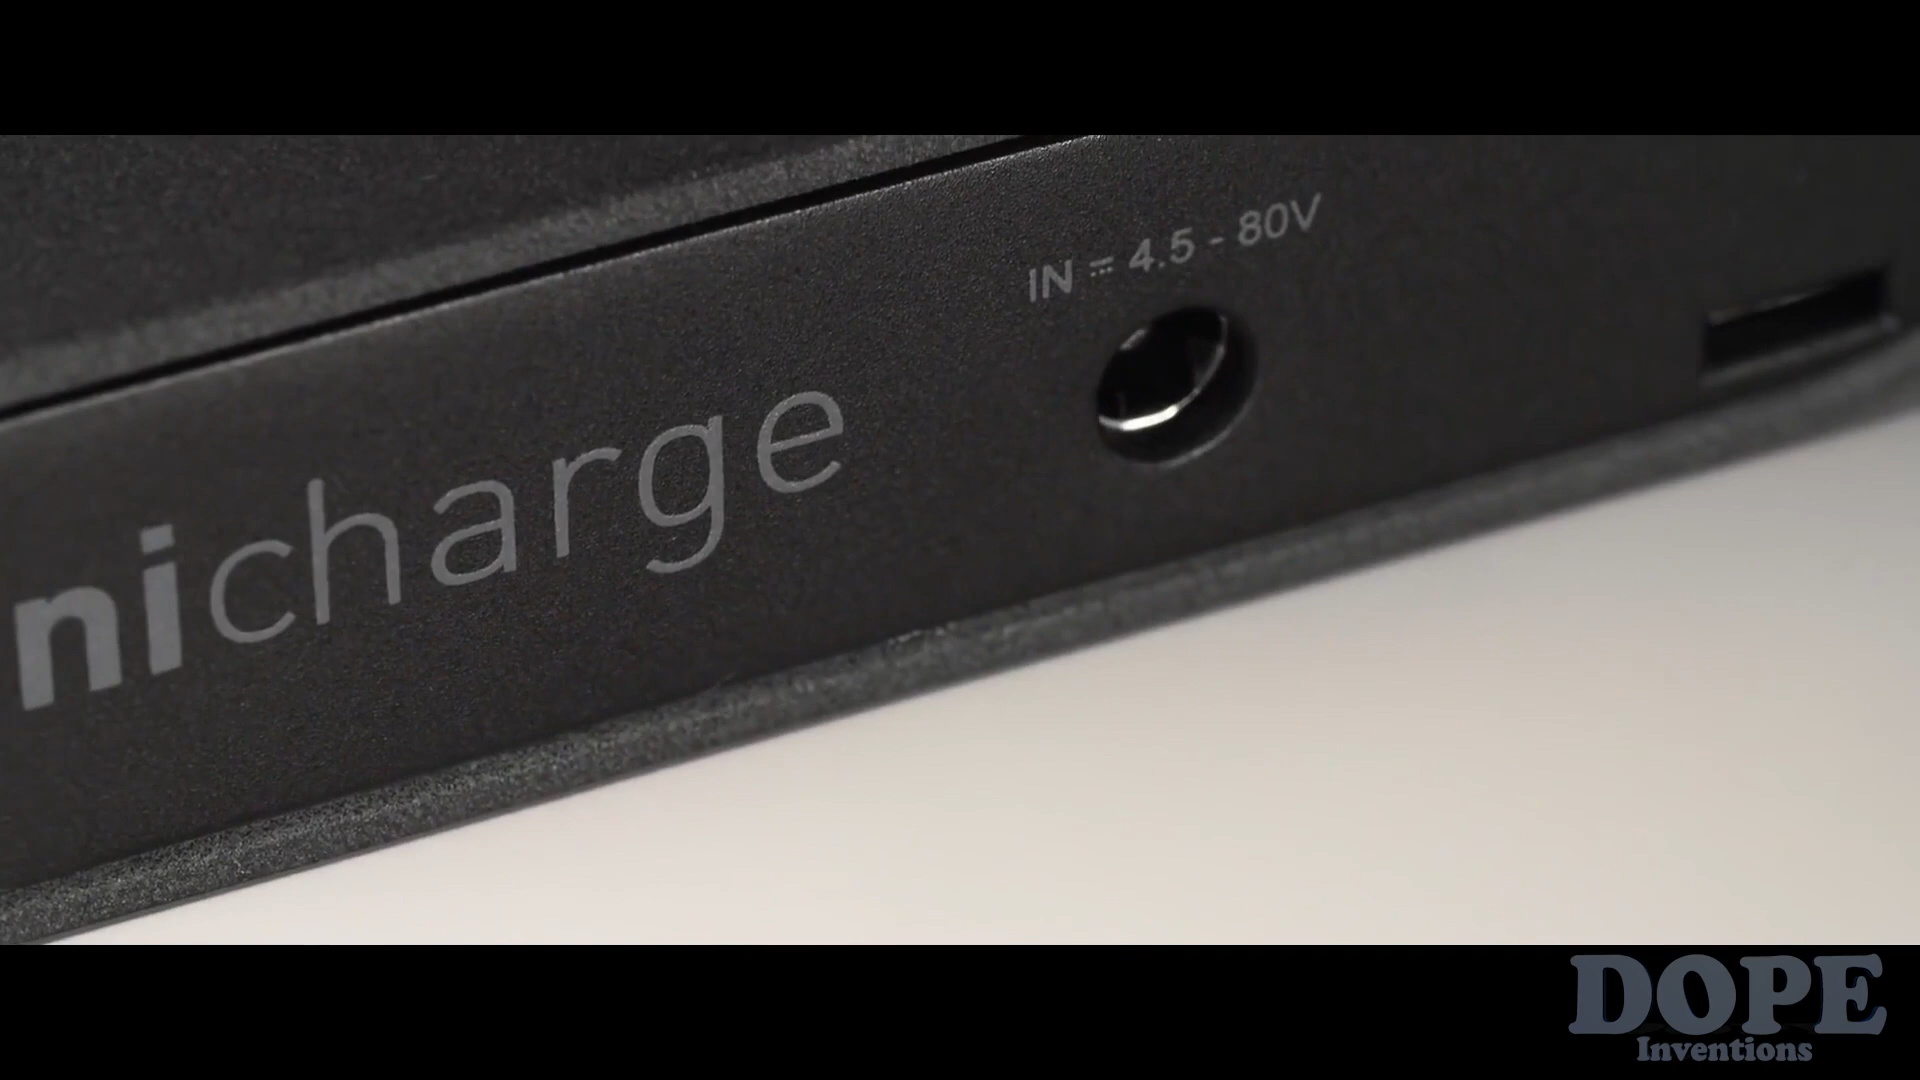 IN ⎓ 4.5 - 80V
nicharge
DOPE
Inventions